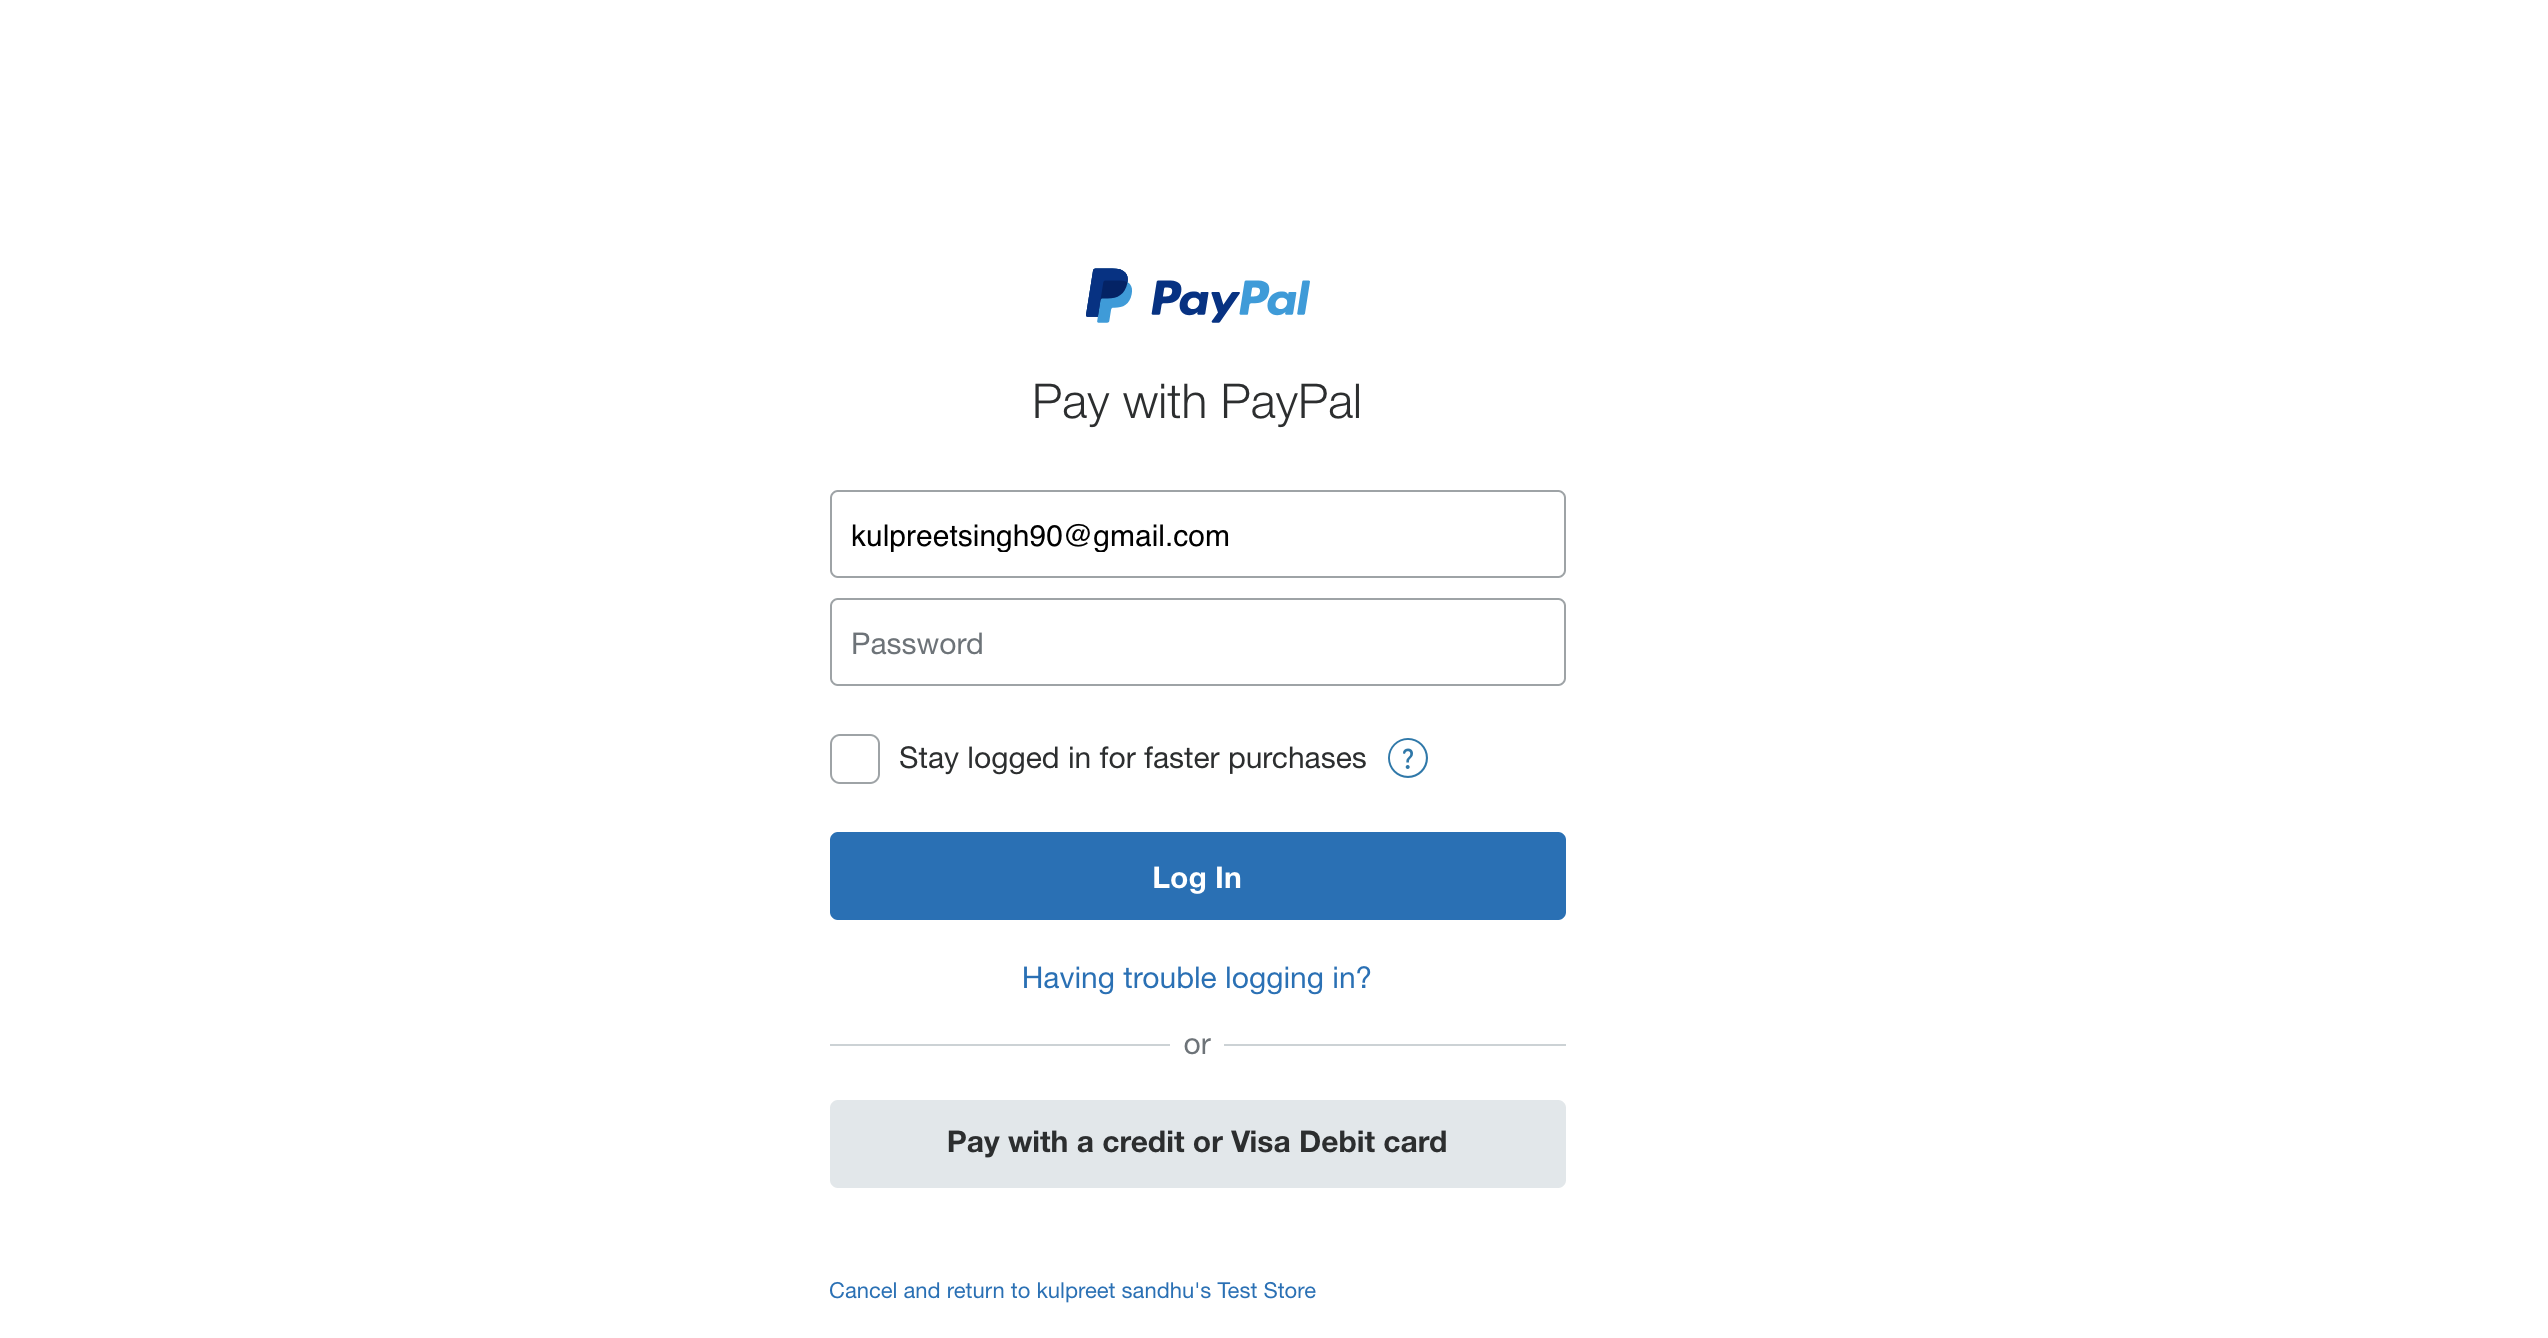 PayPal
Pay with PayPal
kulpreetsingh90@gmail.com
Password
Stay logged in for faster purchases ?
Log In
Having trouble logging in?
or
Pay with a credit or Visa Debit card
Cancel and return to kulpreet sandhu's Test Store